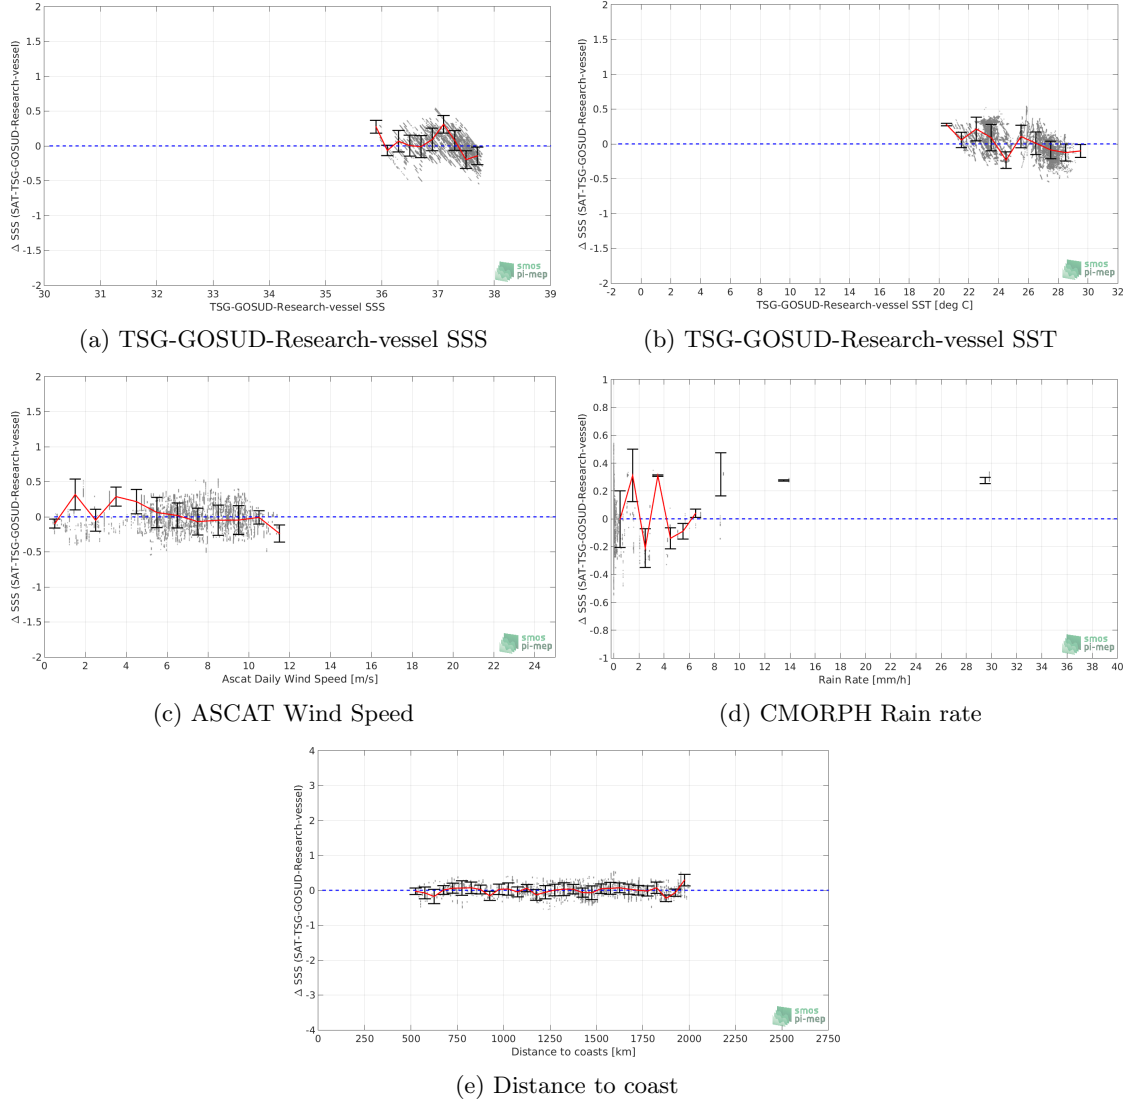 2
1.5
1
0.5
0
-0.5
-1
-1.5
-2
Δ SSS (SAT-TSG-GOSUD-Research-vessel)
30 31 32 33 34 35 36 37 38 39
TSG-GOSUD-Research-vessel SSS
smos
pi-mep
(a) TSG-GOSUD-Research-vessel SSS
2
1.5
1
0.5
0
-0.5
-1
-1.5
-2
Δ SSS (SAT-TSG-GOSUD-Research-vessel)
-2 0 2 4 6 8 10 12 14 16 18 20 22 24 26 28 30 32
TSG-GOSUD-Research-vessel SST [deg C]
smos
pi-mep
(b) TSG-GOSUD-Research-vessel SST
2
1.5
1
0.5
0
-0.5
-1
-1.5
-2
Δ SSS (SAT-TSG-GOSUD-Research-vessel)
0 2 4 6 8 10 12 14 16 18 20 22 24
Ascat Daily Wind Speed [m/s]
smos
pi-mep
(c) ASCAT Wind Speed
1
0.8
0.6
0.4
0.2
0
-0.2
-0.4
-0.6
-0.8
-1
Δ SSS (SAT-TSG-GOSUD-Research-vessel)
0 2 4 6 8 10 12 14 16 18 20 22 24 26 28 30 32 34 36 38 40
Rain Rate [mm/h]
smos
pi-mep
(d) CMORPH Rain rate
4
3
2
1
0
-1
-2
-3
-4
Δ SSS (SAT-TSG-GOSUD-Research-vessel)
0 250 500 750 1000 1250 1500 1750 2000 2250 2500 2750
Distance to coasts [km]
smos
pi-mep
(e) Distance to coast